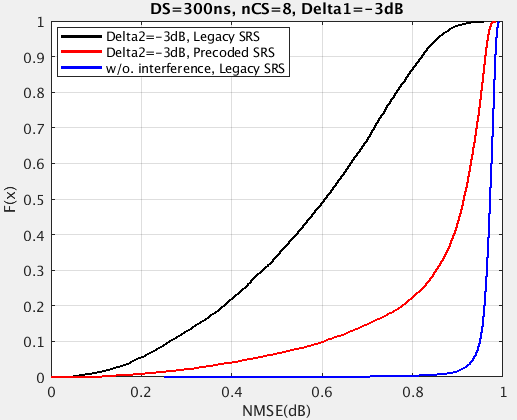 DS=300ns, nCS=8, Delta1=-3dB
Delta2=-3dB, Legacy SRS
Delta2=-3dB, Precoded SRS
w/o. interference, Legacy SRS
F(x)
1
0.9
0.8
0.7
0.6
0.5
0.4
0.3
0.2
0.1
0
0 0.2 0.4 0.6 0.8 1
NMSE(dB)